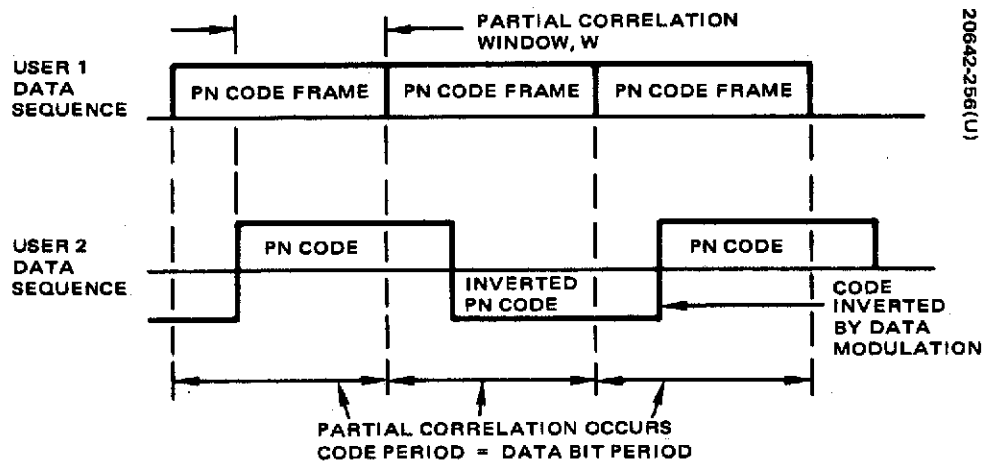 PARTIAL CORRELATION
WINDOW, W
20642-256(U)
USER 1
DATA
SEQUENCE
PN CODE FRAME
PN CODE FRAME
PN CODE FRAME
USER 2
DATA
SEQUENCE
PN CODE
INVERTED
PN CODE
PN CODE
CODE
INVERTED
BY DATA
MODULATION
PARTIAL CORRELATION OCCURS
CODE PERIOD = DATA BIT PERIOD